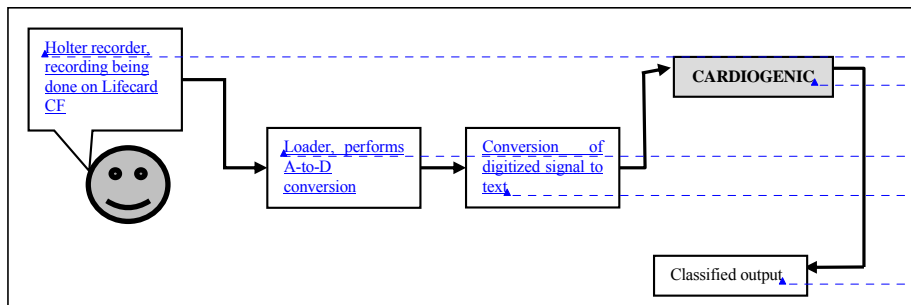 Holter recorder,
recording being
done on Lifecard
CF
Loader, performs
A-to-D
conversion
Conversion of
digitized signal to
text
CARDIOGENIC
Classified output